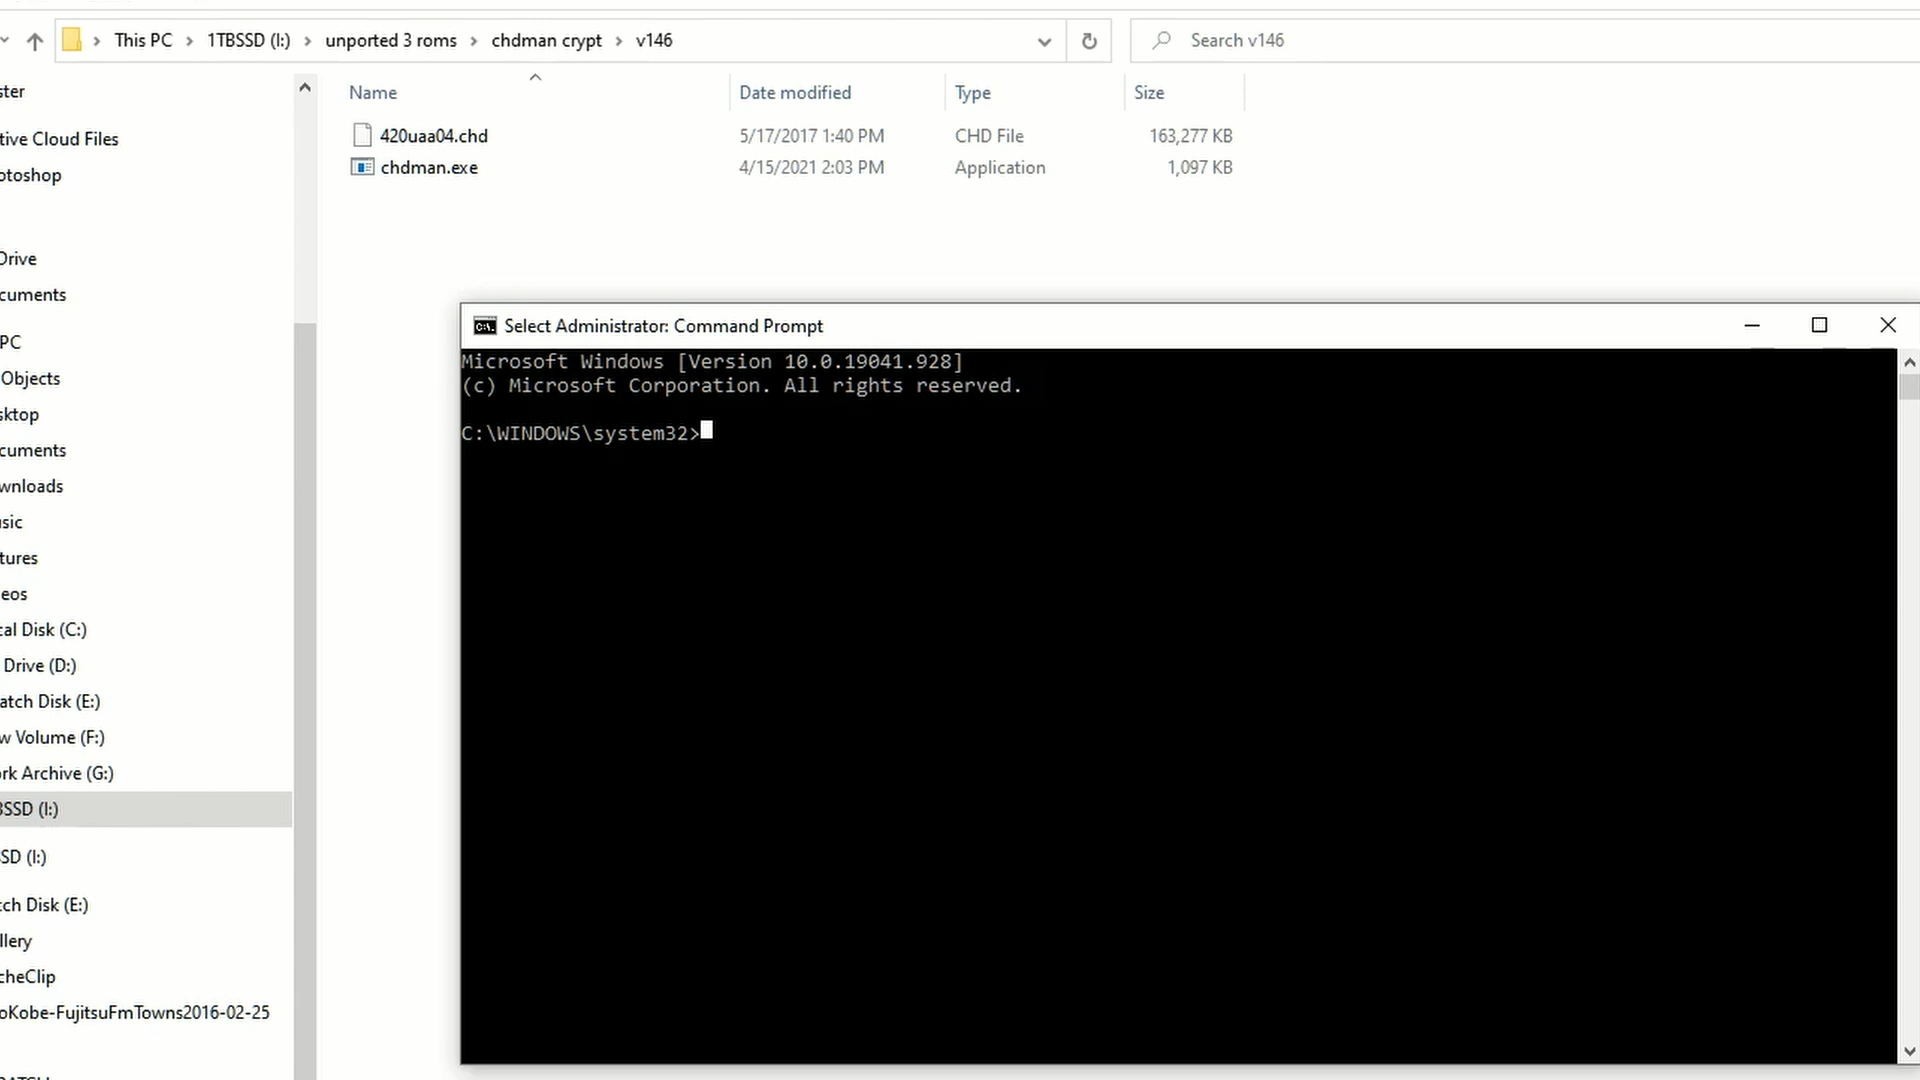 This PC > 1TBSSD (I:) > unported 3 roms > chdman crypt > v146
Search v146
Name Date modified Type Size
420uaa04.chd 5/17/2017 1:40 PM CHD File 163,277 KB
chdman.exe 4/15/2021 2:03 PM Application 1,097 KB
ster
tive Cloud Files
otoshop
Drive
cuments
PC
Objects
sktop
cuments
wnloads
usic
tures
eos
cal Disk (C:)
Drive (D:)
atch Disk (E:)
w Volume (F:)
ork Archive (G:)
BSSD (I:)
SD (I:)
tch Disk (E:)
llery
cheClip
oKobe-FujitsuFmTowns2016-02-25
Select Administrator: Command Prompt
Microsoft Windows [Version 10.0.19041.928]
(c) Microsoft Corporation. All rights reserved.
C:\WINDOWS\system32>